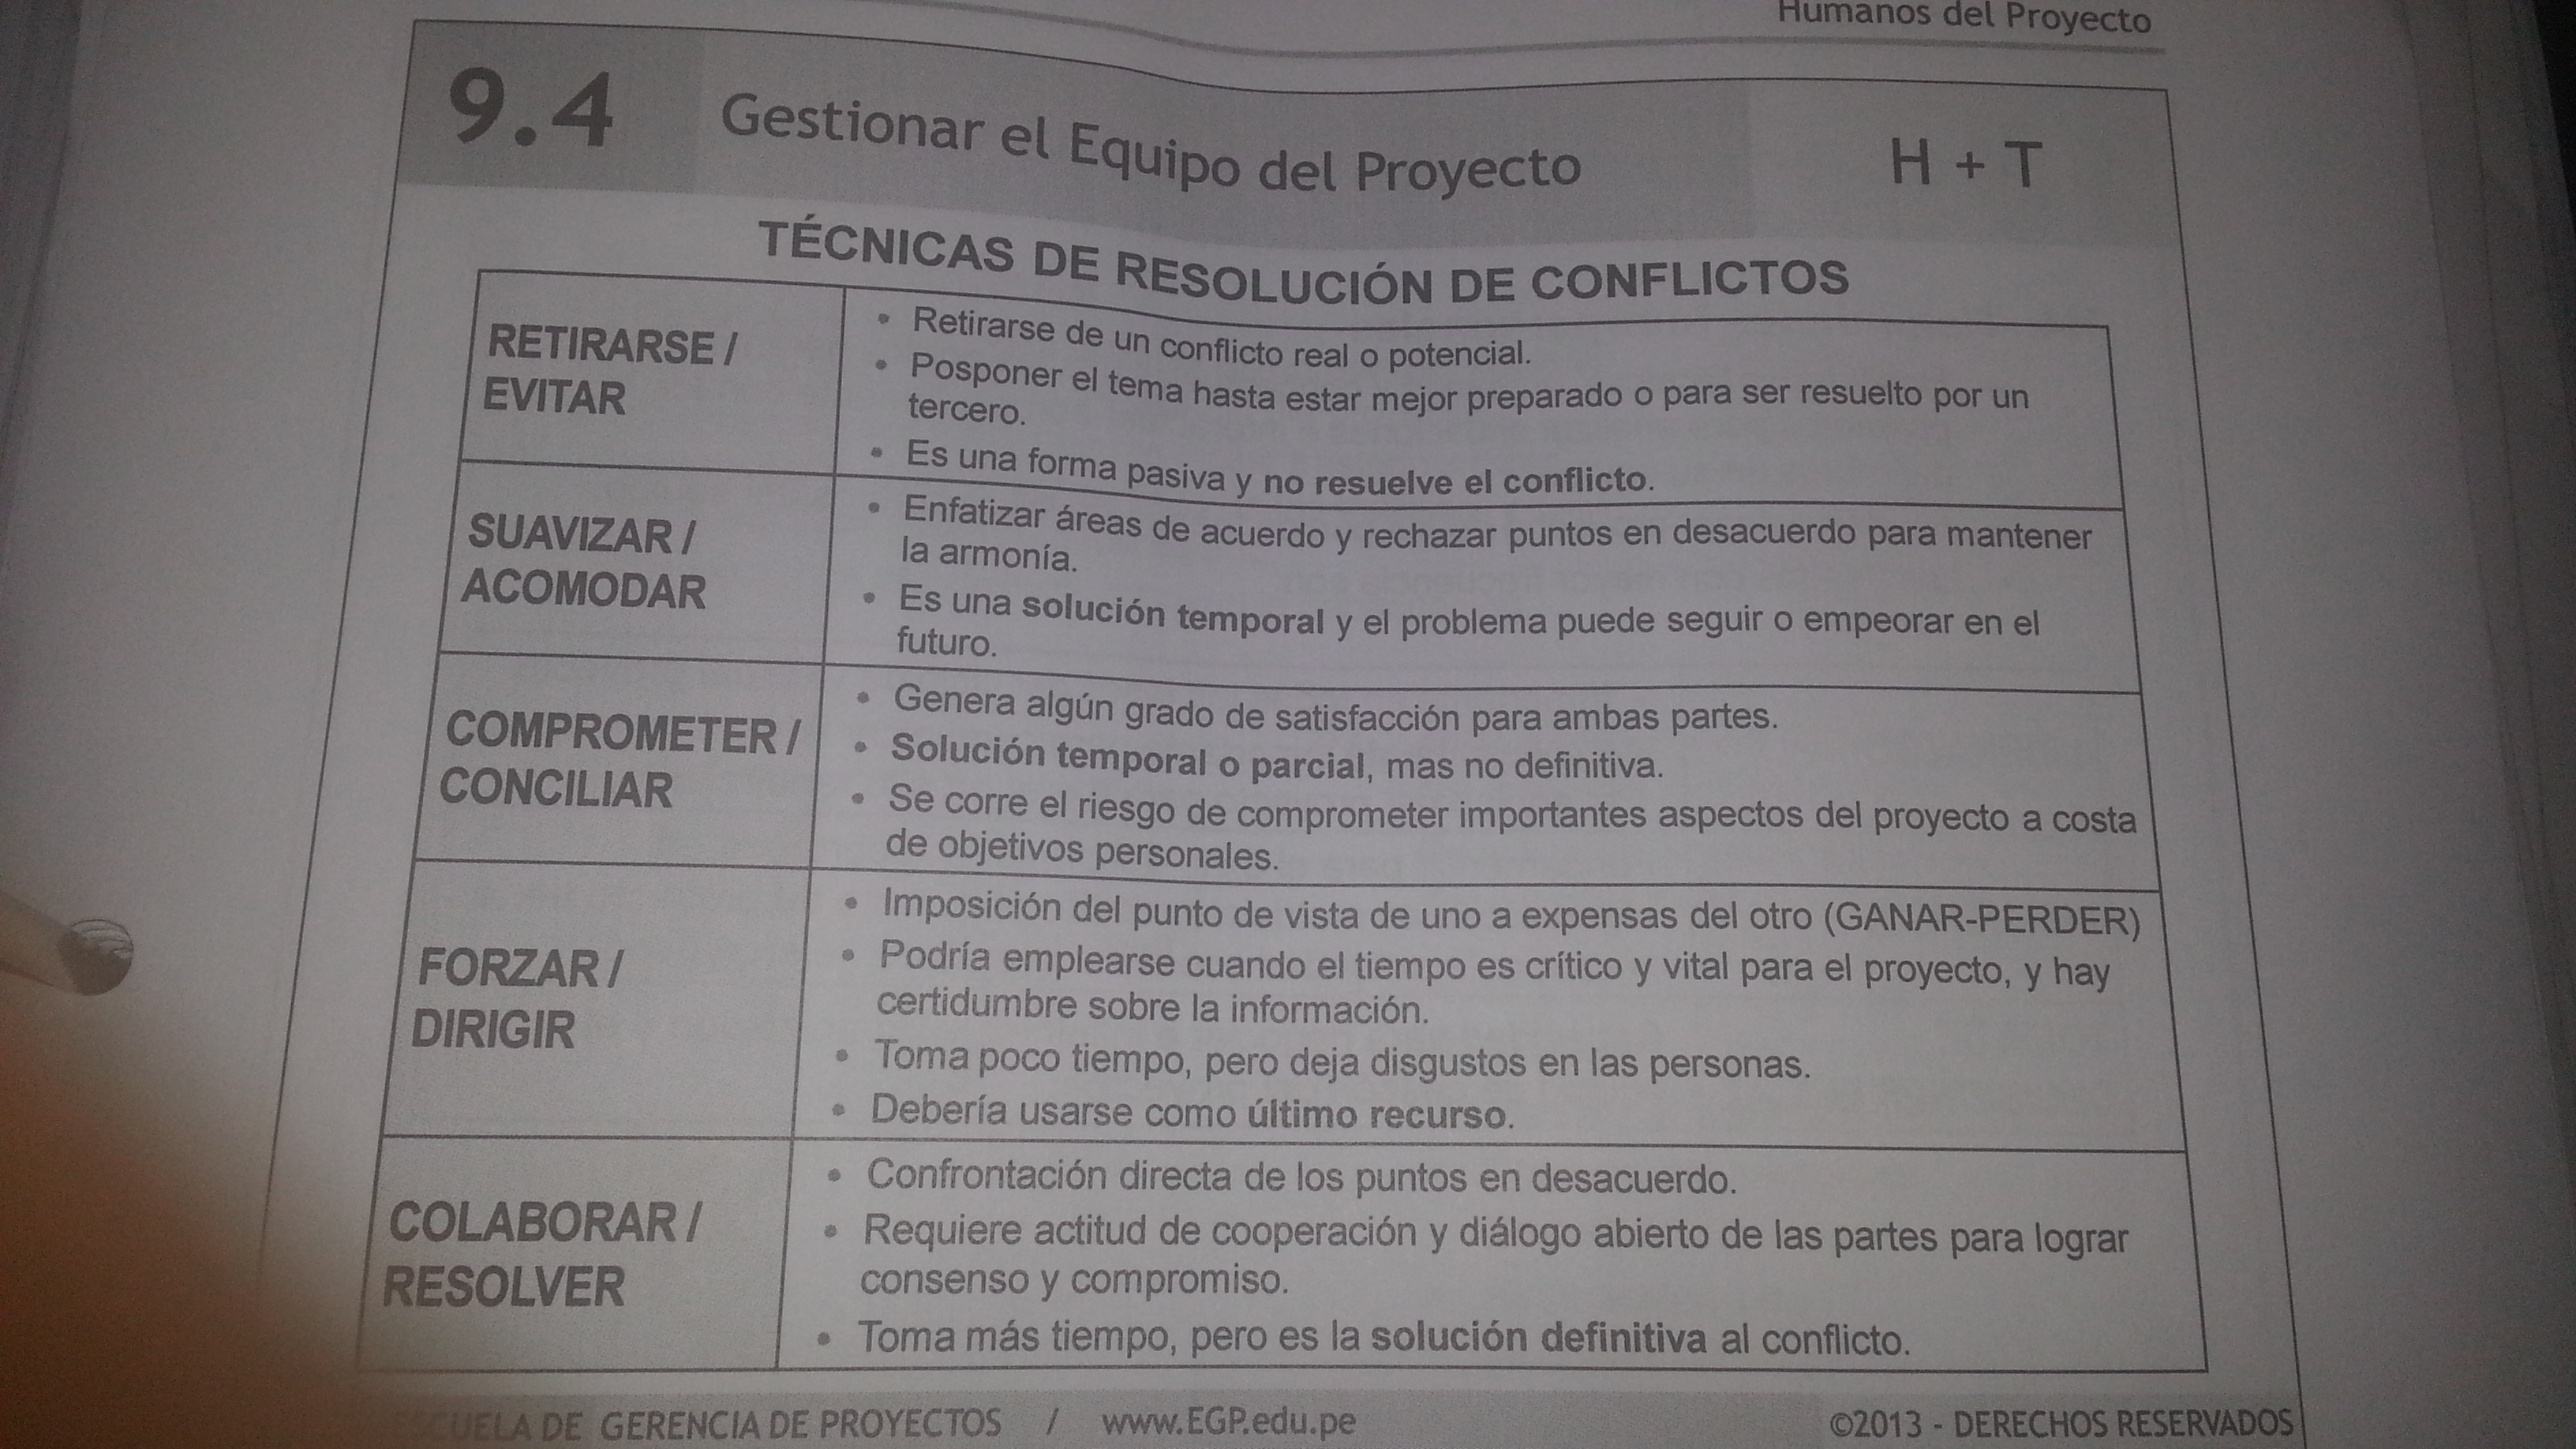 Humanos del Proyecto
9.4 Gestionar el Equipo del Proyecto H + T
TÉCNICAS DE RESOLUCIÓN DE CONFLICTOS
RETIRARSE /
EVITAR
• Retirarse de un conflicto real o potencial.
• Posponer el tema hasta estar mejor preparado o para ser resuelto por un
tercero.
• Es una forma pasiva y no resuelve el conflicto.
SUAVIZAR /
ACOMODAR
• Enfatizar áreas de acuerdo y rechazar puntos en desacuerdo para mantener
la armonía.
• Es una solución temporal y el problema puede seguir o empeorar en el
futuro.
COMPROMETER /
CONCILIAR
• Genera algún grado de satisfacción para ambas partes.
• Solución temporal o parcial, mas no definitiva.
• Se corre el riesgo de comprometer importantes aspectos del proyecto a costa
de objetivos personales.
FORZAR /
DIRIGIR
• Imposición del punto de vista de uno a expensas del otro (GANAR-PERDER)
• Podría emplearse cuando el tiempo es crítico y vital para el proyecto, y hay
certidumbre sobre la información.
• Toma poco tiempo, pero deja disgustos en las personas.
• Debería usarse como último recurso.
COLABORAR /
RESOLVER
• Confrontación directa de los puntos en desacuerdo.
• Requiere actitud de cooperación y diálogo abierto de las partes para lograr
consenso y compromiso.
• Toma más tiempo, pero es la solución definitiva al conflicto.
ESCUELA DE GERENCIA DE PROYECTOS / www.EGP.edu.pe ©2013 - DERECHOS RESERVADOS